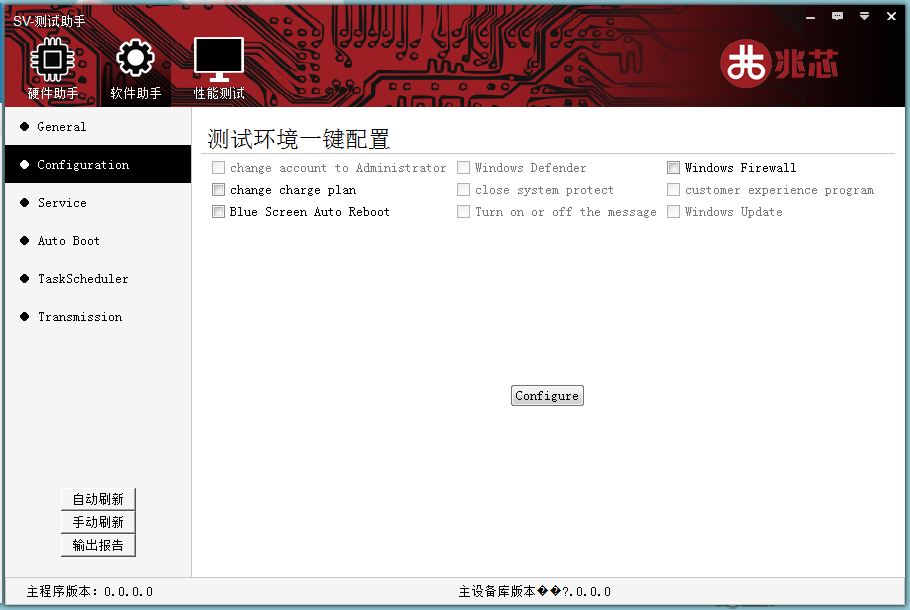 SV-测试助手
硬件助手 软件助手 性能测试 兆芯
General
Configuration
Service
Auto Boot
TaskScheduler
Transmission
测试环境一键配置
change account to Administrator Windows Defender Windows Firewall
change charge plan close system protect customer experience program
Blue Screen Auto Reboot Turn on or off the message Windows Update
Configure
自动刷新
手动刷新
输出报告
主程序版本: 0.0.0.0 主设备库版本��?.0.0.0